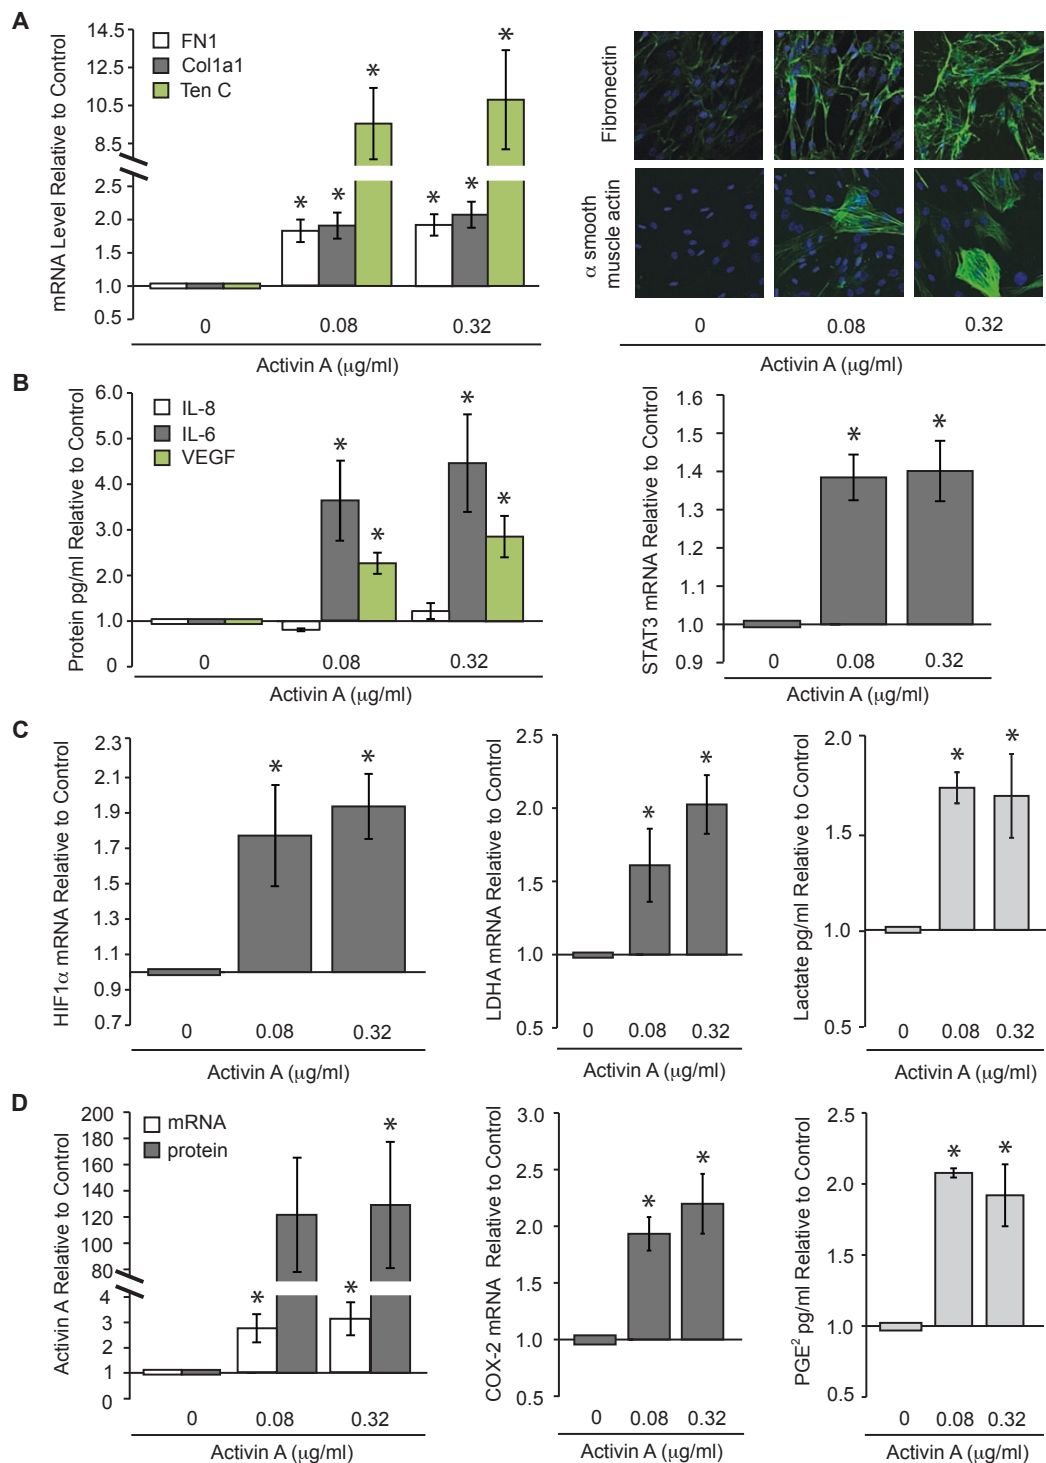 A
mRNA Level Relative to Control
14.5
12.5
10.5
8.5
2.5
2.0
1.5
1.0
0.5
FN1
Col1a1
Ten C
* * *
* * *
0 0.08 0.32
Activin A (μg/ml)
Fibronectin
α smooth
muscle actin
0 0.08 0.32
Activin A (μg/ml)
B
Protein pg/ml Relative to Control
6.0
5.0
4.0
3.0
2.0
1.0
0
IL-8
IL-6
VEGF
* *
* *
0 0.08 0.32
Activin A (μg/ml)
STAT3 mRNA Relative to Control
1.6
1.5
1.4
1.3
1.2
1.1
1.0
0.9
* *
0 0.08 0.32
Activin A (μg/ml)
C
HIF1α mRNA Relative to Control
2.3
2.1
1.9
1.7
1.5
1.3
1.1
0.9
0.7
* *
0 0.08 0.32
Activin A (μg/ml)
LDHA mRNA Relative to Control
2.5
2.0
1.5
1.0
0.5
* *
0 0.08 0.32
Activin A (μg/ml)
Lactate pg/ml Relative to Control
2.0
1.5
1.0
0.5
* *
0 0.08 0.32
Activin A (μg/ml)
D
Activin A Relative to Control
200
180
160
140
120
100
80
4
3
2
1
0
mRNA
protein
* * *
0 0.08 0.32
Activin A (μg/ml)
COX-2 mRNA Relative to Control
3.0
2.5
2.0
1.5
1.0
0.5
* *
0 0.08 0.32
Activin A (μg/ml)
PGE² pg/ml Relative to Control
2.5
2.0
1.5
1.0
0.5
* *
0 0.08 0.32
Activin A (μg/ml)